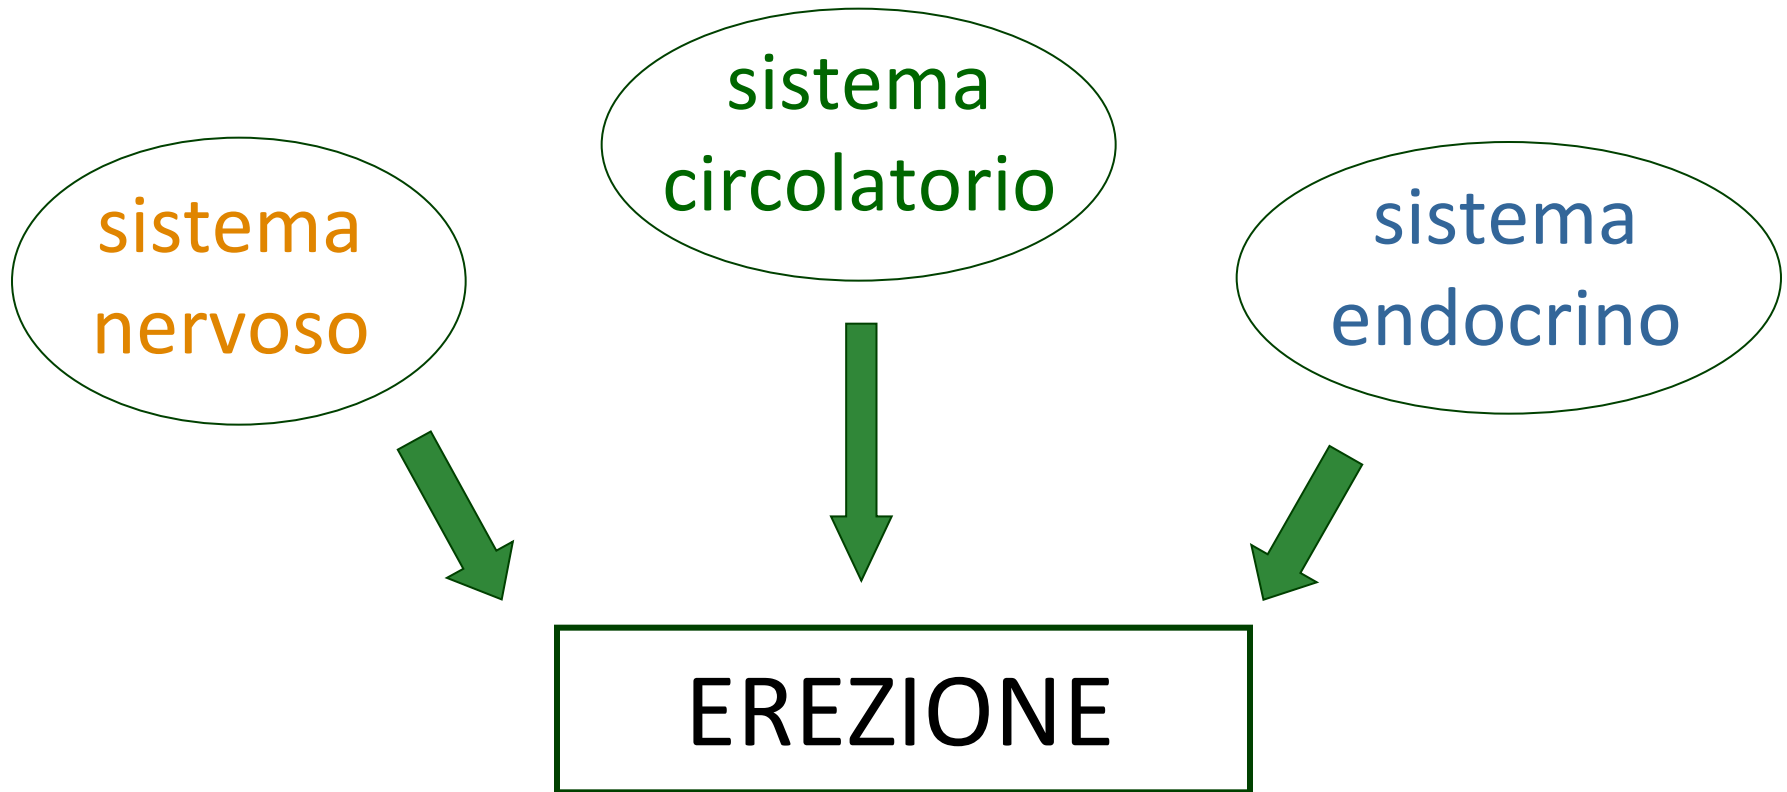 sistema
nervoso
sistema
circolatorio
sistema
endocrino
EREZIONE